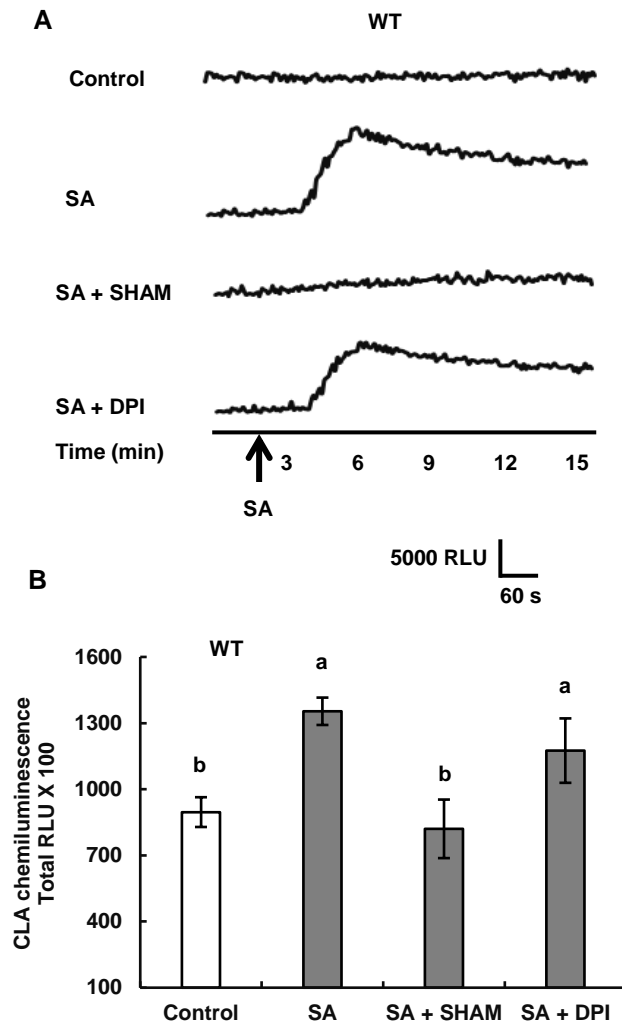 A
WT
Control
SA
SA + SHAM
SA + DPI
Time (min) 3 6 9 12 15
SA
5000 RLU
60 s
B
WT
CLA chemiluminescence
Total RLU X 100
1600
1300
1000
700
400
100
b
a
b
a
Control SA SA + SHAM SA + DPI